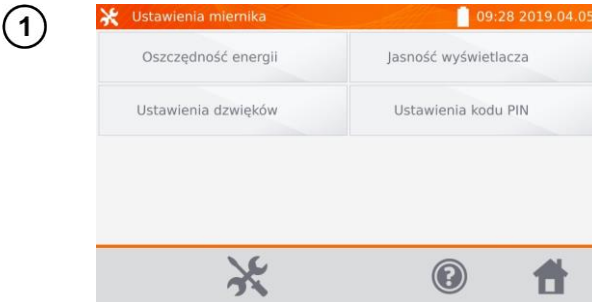 1
Ustawienia miernika 09:28 2019.04.05
Oszczędność energii Jasność wyświetlacza
Ustawienia dzwięków Ustawienia kodu PIN
?